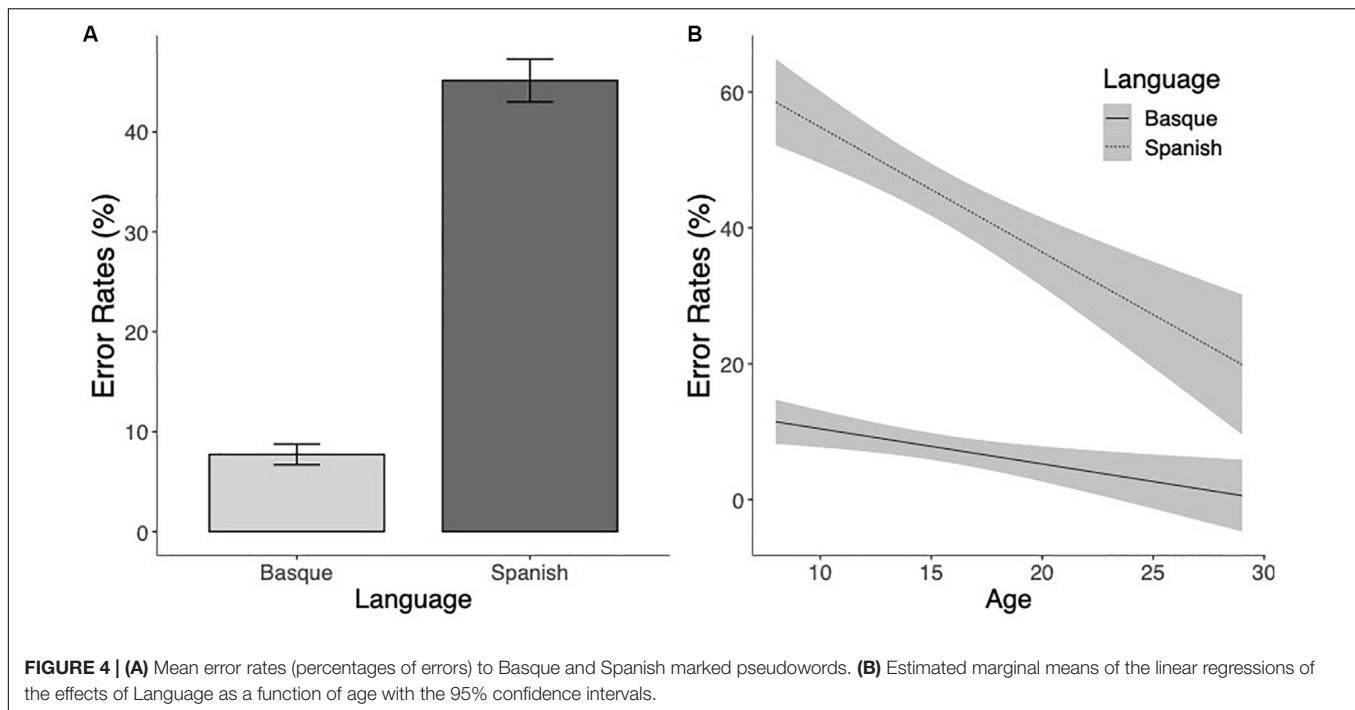 A
Error Rates (%)
40
30
20
10
0
Basque
Spanish
Language
B
Error Rates (%)
60
40
20
0
10
15
20
25
30
Age
Language
Basque
Spanish
FIGURE 4 | (A) Mean error rates (percentages of errors) to Basque and Spanish marked pseudowords. (B) Estimated marginal means of the linear regressions of
the effects of Language as a function of age with the 95% confidence intervals.